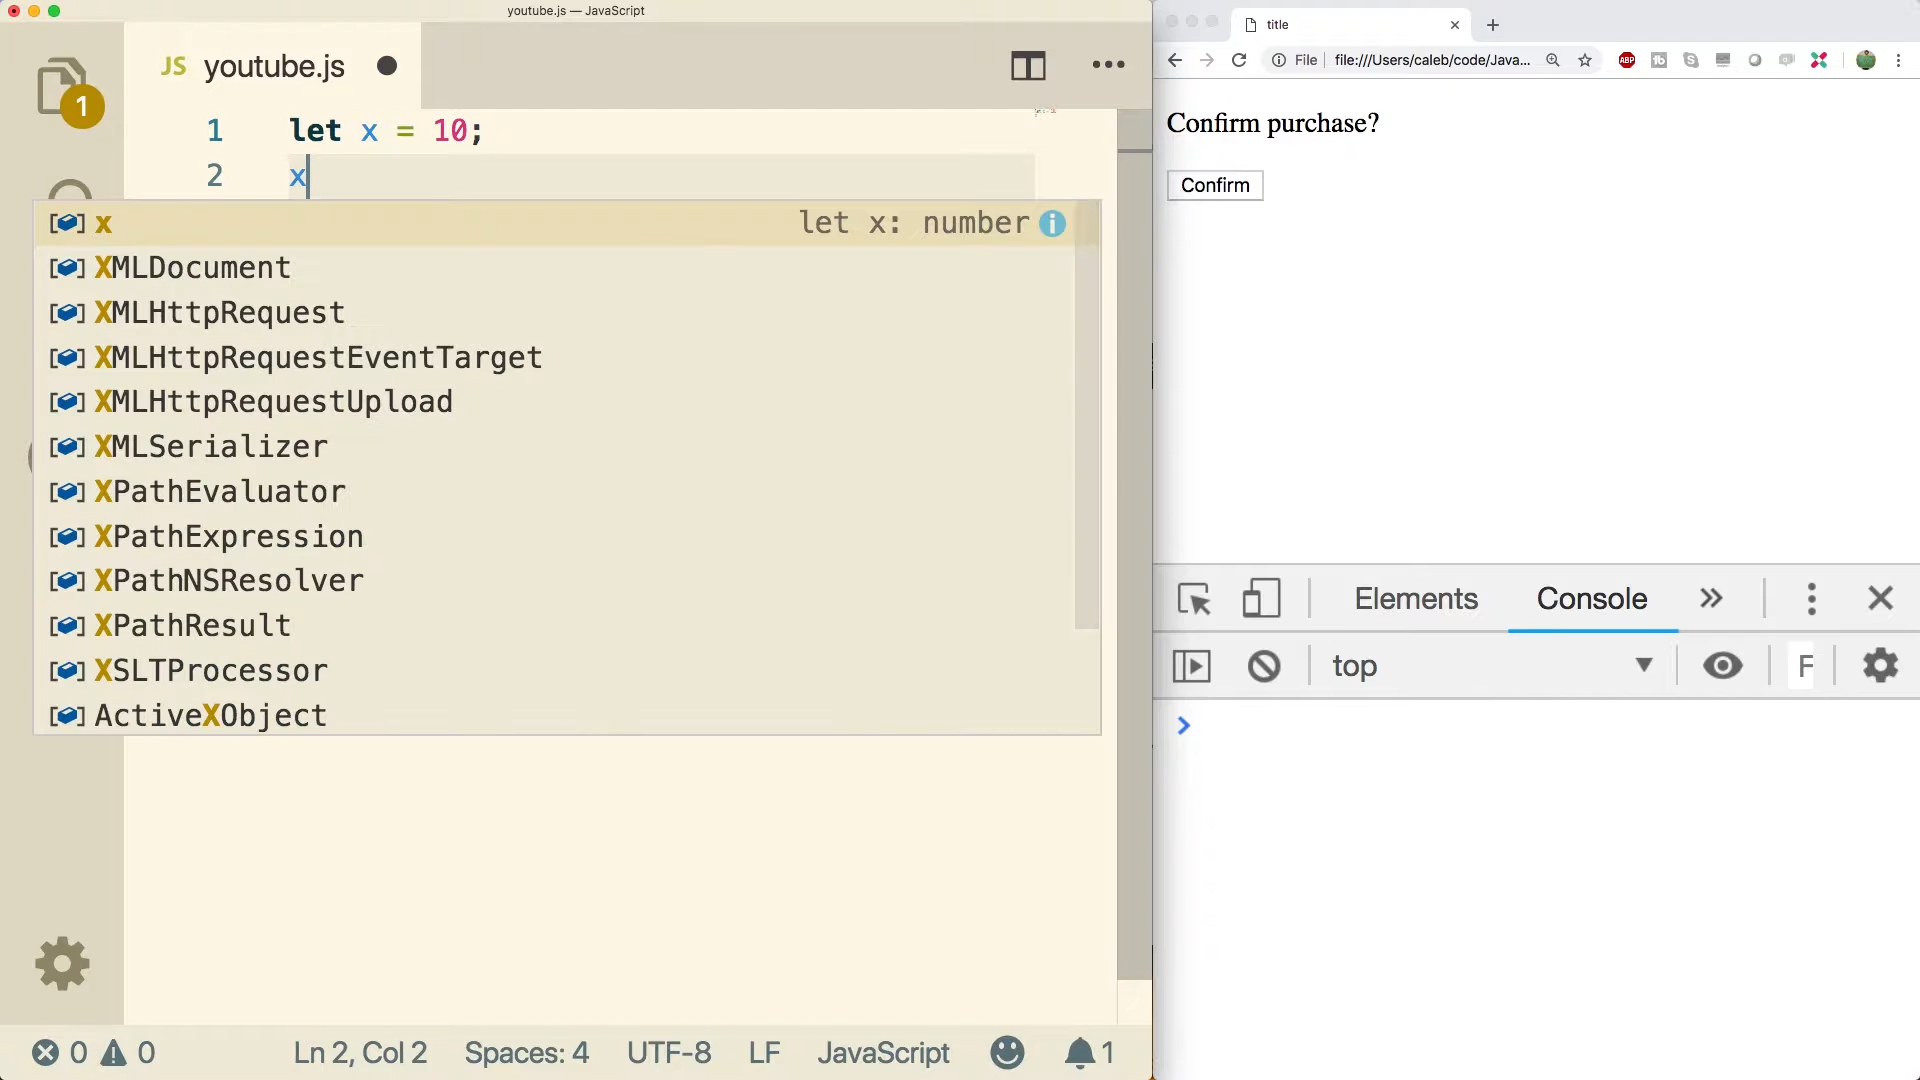 youtube.js — JavaScript
JS youtube.js
1
1 let x = 10;
2 x
x let x: number
XMLDocument
XMLHttpRequest
XMLHttpRequestEventTarget
XMLHttpRequestUpload
XMLSerializer
XPathEvaluator
XPathExpression
XPathNSResolver
XPathResult
XSLTProcessor
ActiveXObject
0 0 Ln 2, Col 2 Spaces: 4 UTF-8 LF JavaScript 1
title
File file:///Users/caleb/code/Java... ABP
Confirm purchase?
Confirm
Elements Console
top F